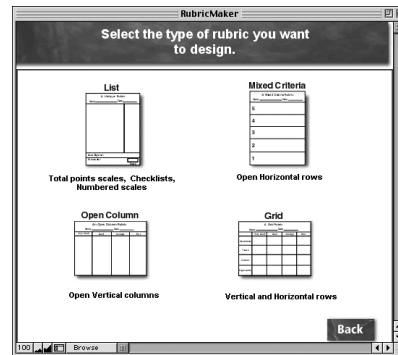 RubricMaker
Select the type of rubric you want
to design.
List
Total points scales, Checklists,
Numbered scales
Mixed Criteria
5
4
3
2
1
Open Horizontal rows
Open Column
Open Vertical columns
Grid
Vertical and Horizontal rows
Back
100
Browse